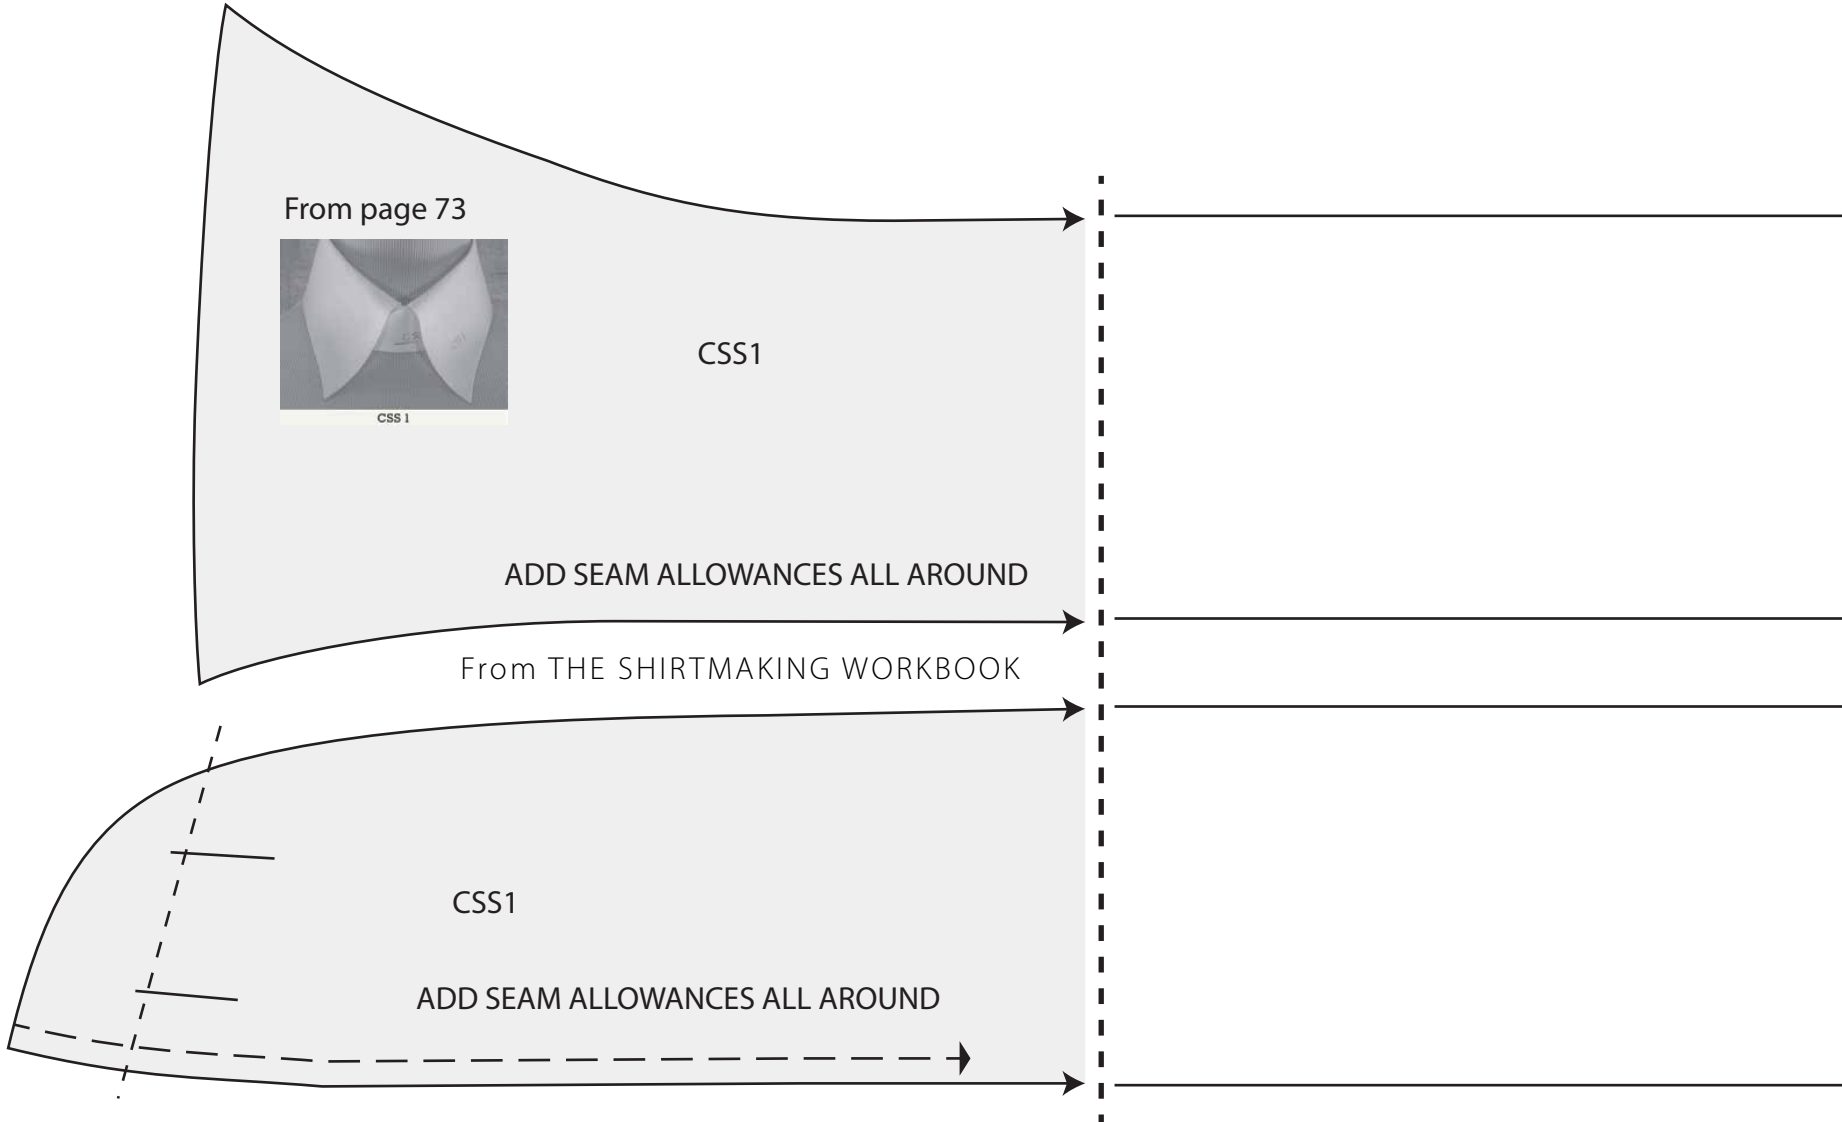 From page 73
CSS 1
CSS1
ADD SEAM ALLOWANCES ALL AROUND
From THE SHIRTMAKING WORKBOOK
CSS1
ADD SEAM ALLOWANCES ALL AROUND